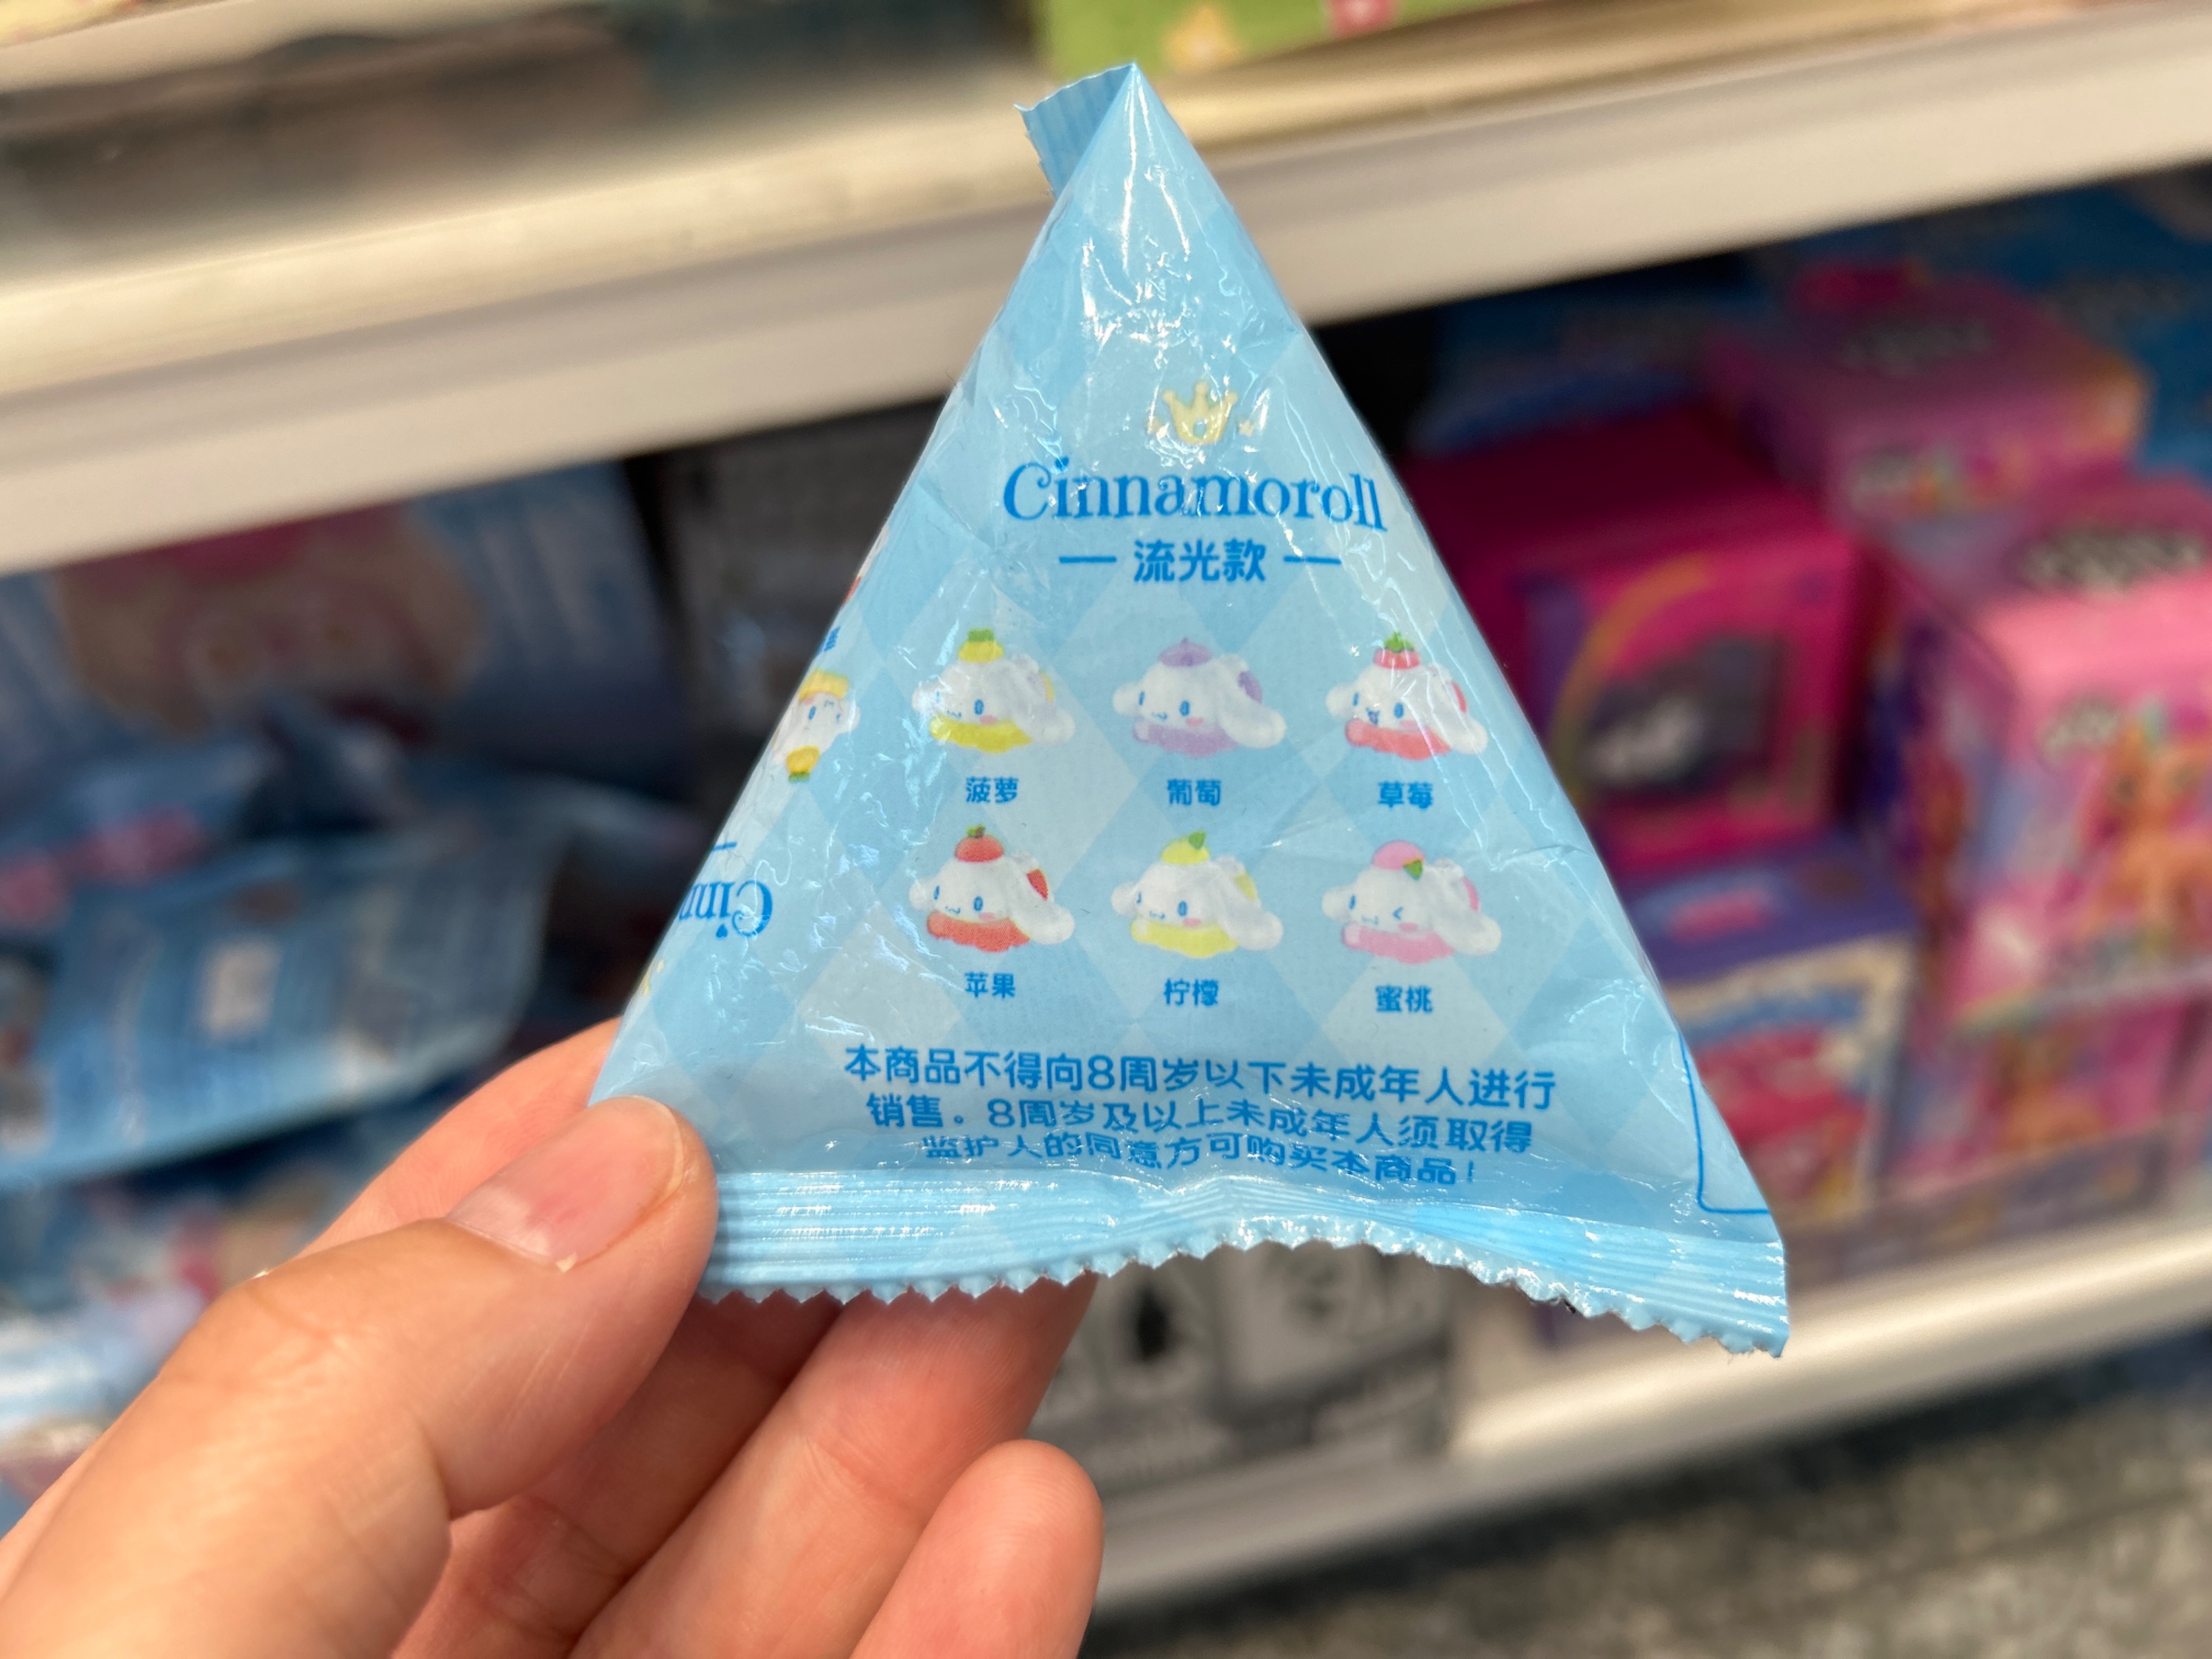 Cinnamoroll
流光款
菠萝 葡萄 草莓
苹果 柠檬 蜜桃
本商品不得向8周岁以下未成年人进行
销售。8周岁及以上未成年人须取得
监护人的同意方可购买本商品!
Cinn